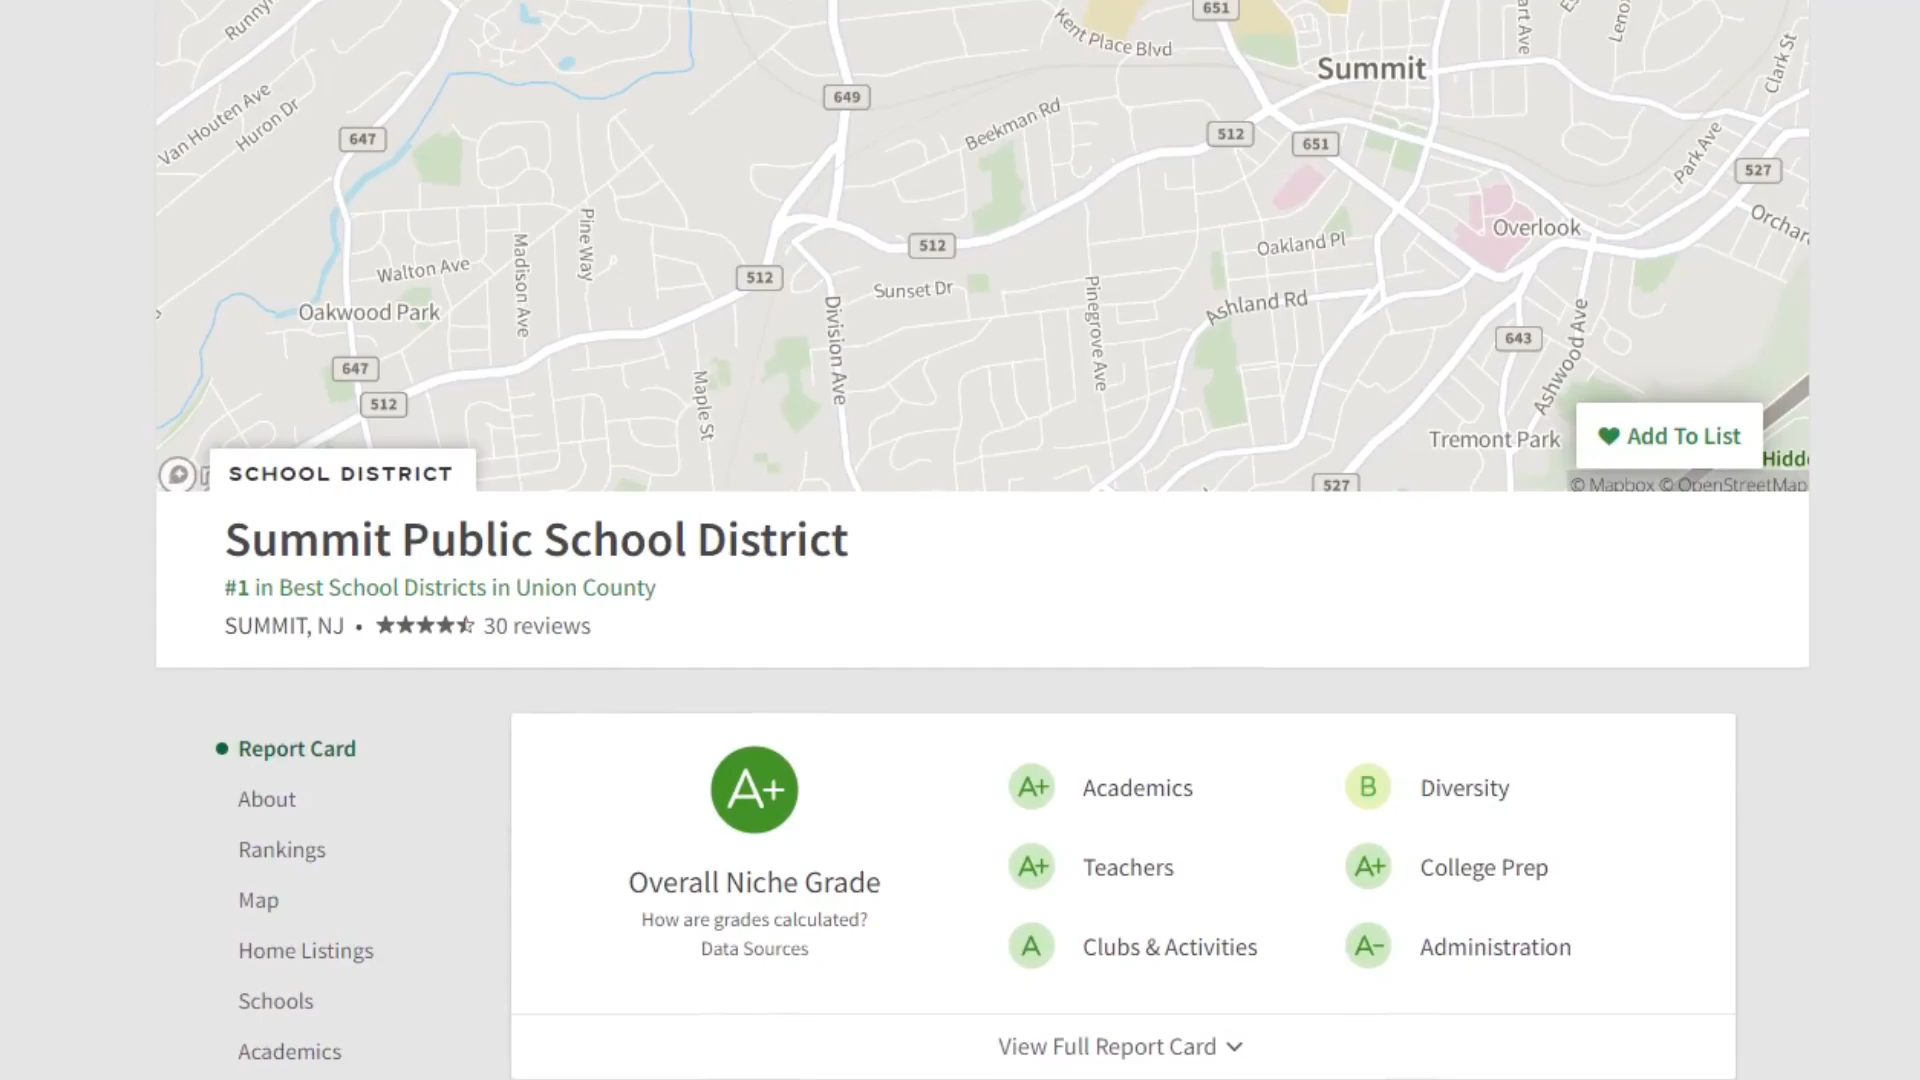 651
Kent Place Blvd
Summit
Clark St
649
Van Houten Ave
Huron Dr
647
Beekman Rd
512
651
Park Ave
527
Overlook
Pine Way
Madison Ave
Walton Ave
Oakland Pl
512
512
Sunset Dr
Pinegrove Ave
Ashland Rd
Oakwood Park
Division Ave
643
Ashwood Ave
647
512
Maple St
Tremont Park
Add To List
527
© Mapbox © OpenStreetMap
SCHOOL DISTRICT
Summit Public School District
#1 in Best School Districts in Union County
SUMMIT, NJ • 30 reviews
Report Card
About
Rankings
Map
Home Listings
Schools
Academics
A+
Overall Niche Grade
How are grades calculated?
Data Sources
A+ Academics
B Diversity
A+ Teachers
A+ College Prep
A Clubs & Activities
A- Administration
View Full Report Card